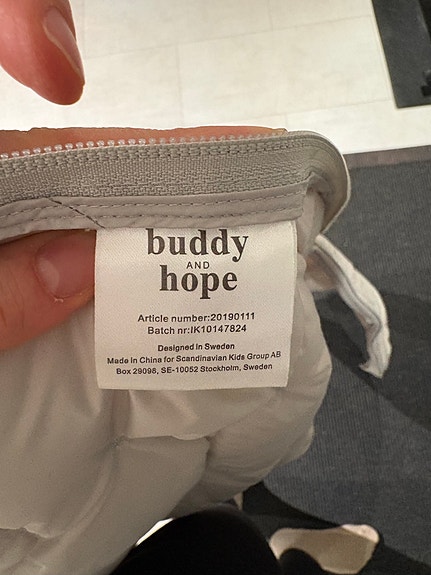 buddy
AND
hope
Article number:20190111
Batch nr:IK10147824
Designed in Sweden
Made in China for Scandinavian Kids Group AB
Box 29098, SE-10052 Stockholm, Sweden